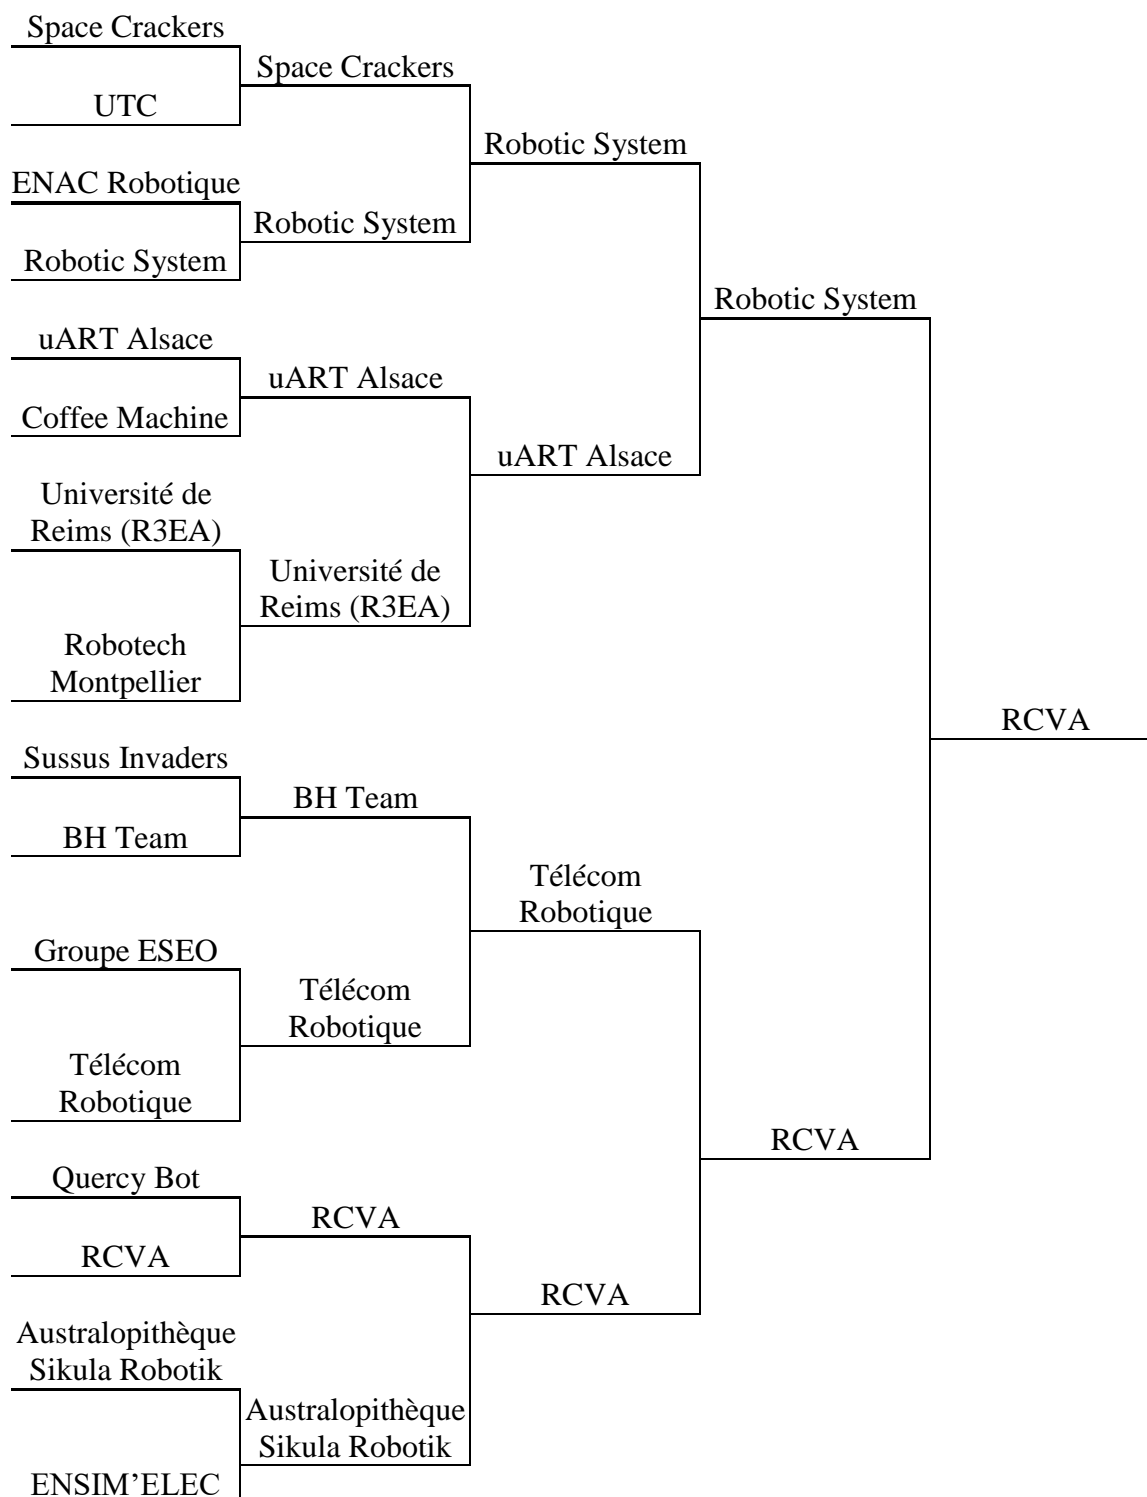 Space Crackers
Space Crackers
UTC
Robotic System
ENAC Robotique
Robotic System
Robotic System
Robotic System
uART Alsace
uART Alsace
Coffee Machine
uART Alsace
Université de
Reims (R3EA)
Université de
Reims (R3EA)
Robotech
Montpellier
RCVA
Sussus Invaders
BH Team
BH Team
Télécom
Robotique
Groupe ESEO
Télécom
Robotique
Télécom
Robotique
RCVA
Quercy Bot
RCVA
RCVA
RCVA
Australopithèque
Sikula Robotik
Australopithèque
Sikula Robotik
ENSIM’ELEC